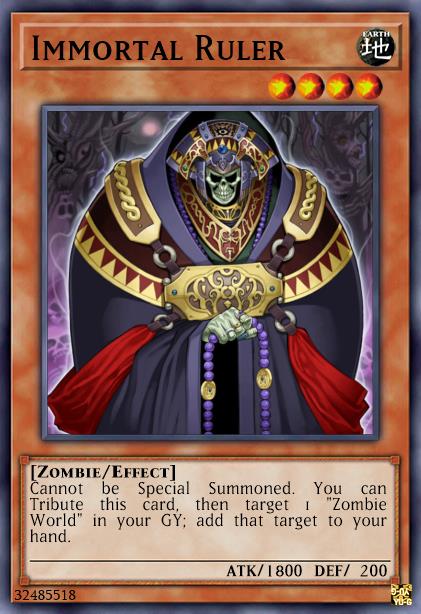 IMMORTAL RULER
EARTH
地
[ZOMBIE/EFFECT]
Cannot be Special Summoned. You can
Tribute this card, then target 1 "Zombie
World" in your GY; add that target to your
hand.
ATK/1800 DEF/ 200
32485518